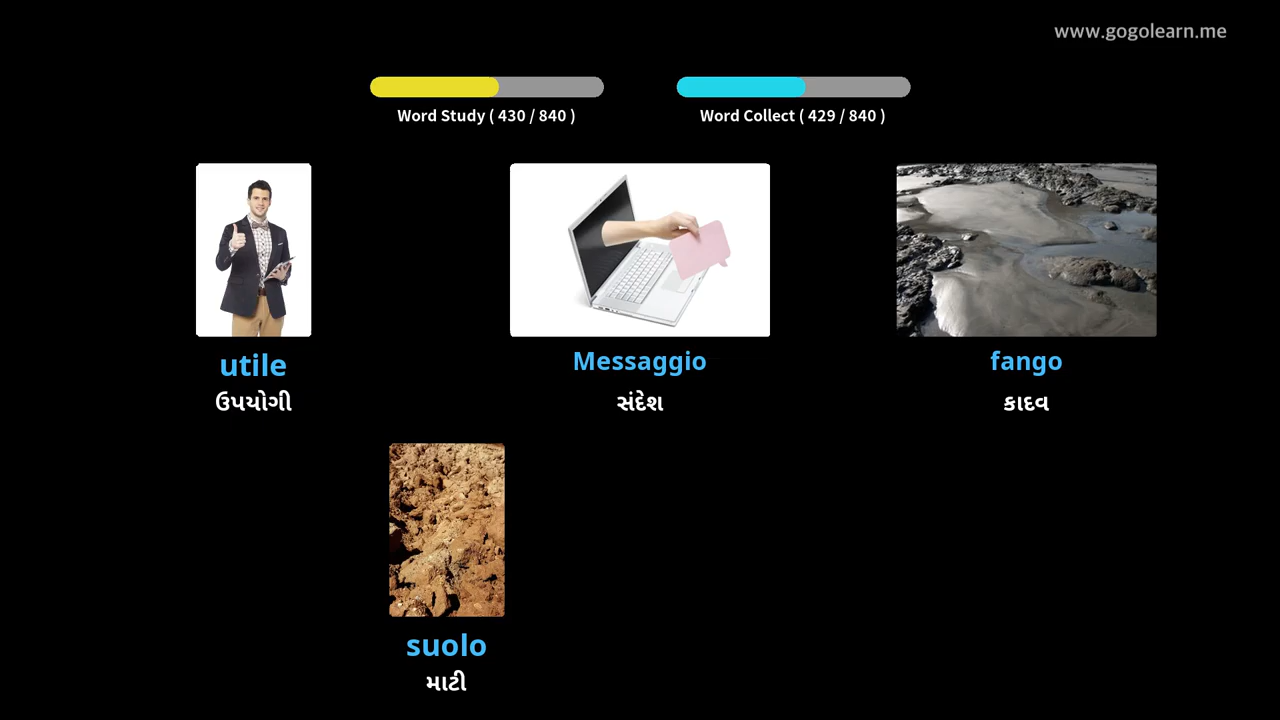 www.gogolearn.me
Word Study ( 430 / 840 )
Word Collect ( 429 / 840 )
utile
Messaggio
fango
ઉપયોગી
સંદેશ
કાદવ
suolo
માટી